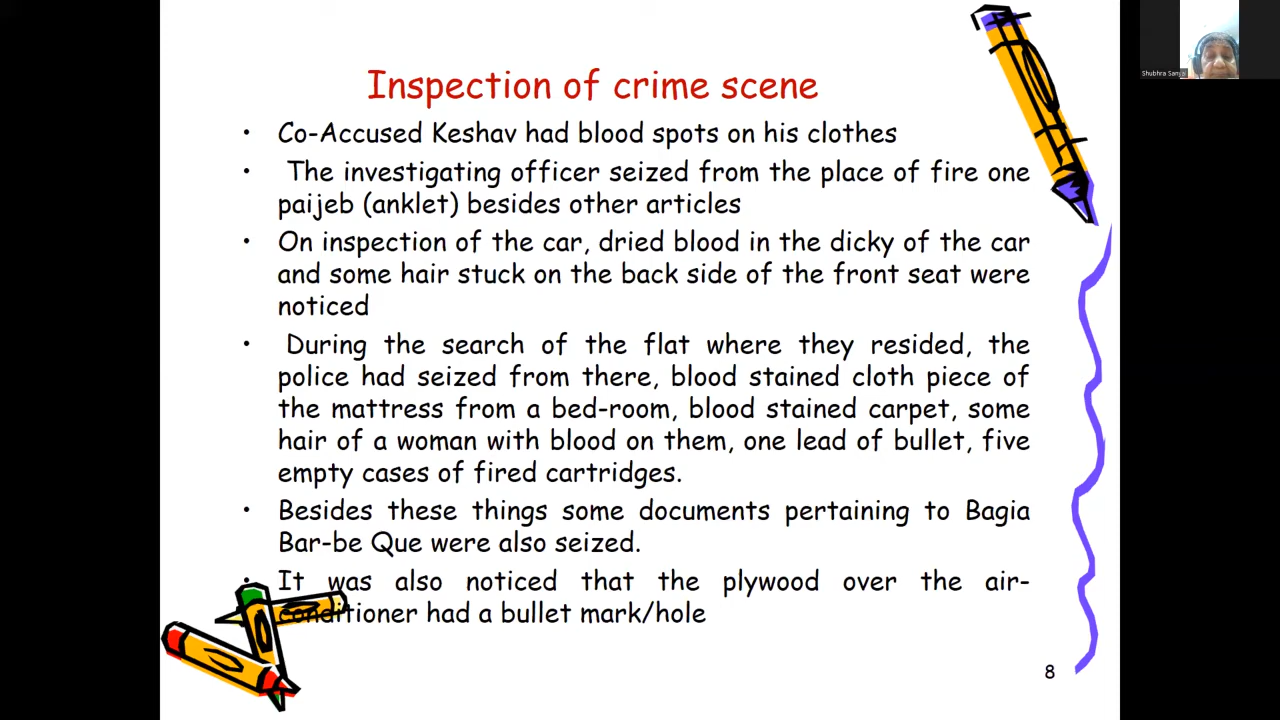 Inspection of crime scene
• Co-Accused Keshav had blood spots on his clothes
• The investigating officer seized from the place of fire one
paijeb (anklet) besides other articles
• On inspection of the car, dried blood in the dicky of the car
and some hair stuck on the back side of the front seat were
noticed
• During the search of the flat where they resided, the
police had seized from there, blood stained cloth piece of
the mattress from a bed-room, blood stained carpet, some
hair of a woman with blood on them, one lead of bullet, five
empty cases of fired cartridges.
• Besides these things some documents pertaining to Bagia
Bar-be Que were also seized.
• It was also noticed that the plywood over the air-
conditioner had a bullet mark/hole
8
Shubhra Sanyal